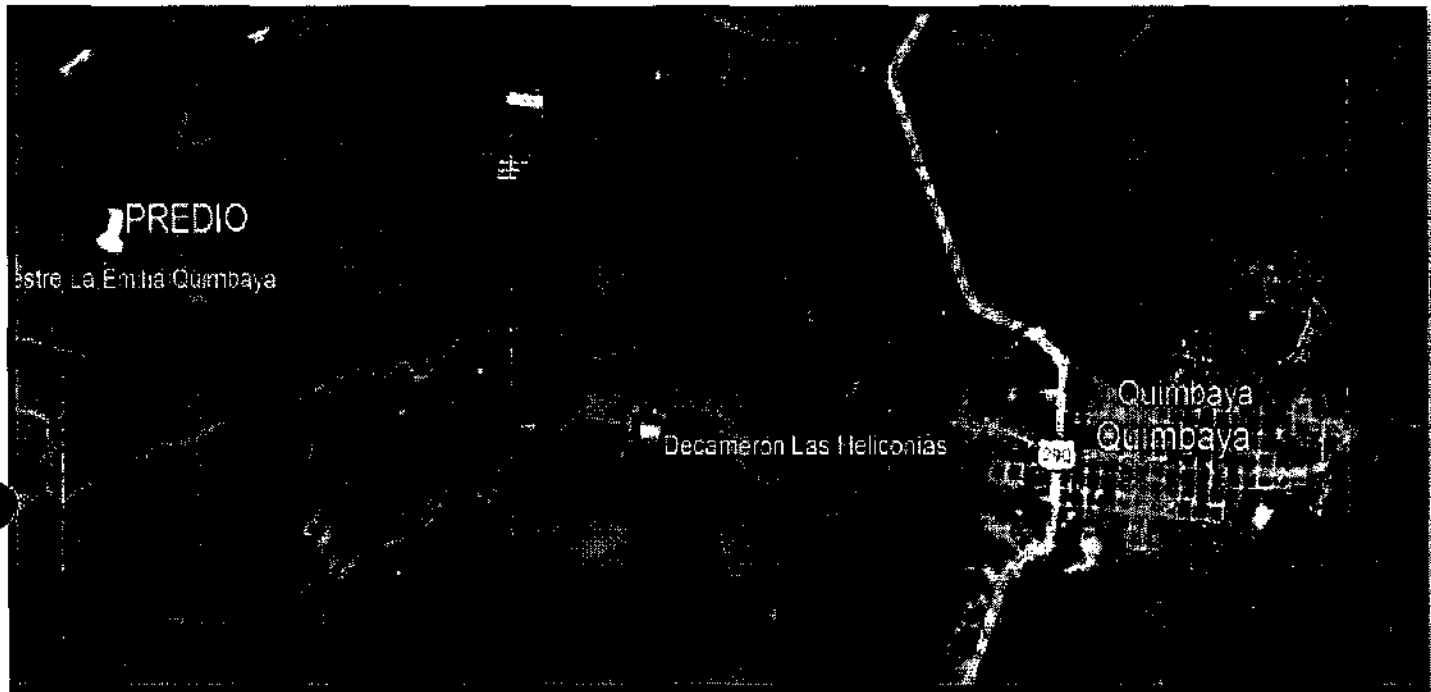 PREDIO
estre La Emilia Quimbaya
Decameron Las Heliconias
Quimbaya
Quimbaya